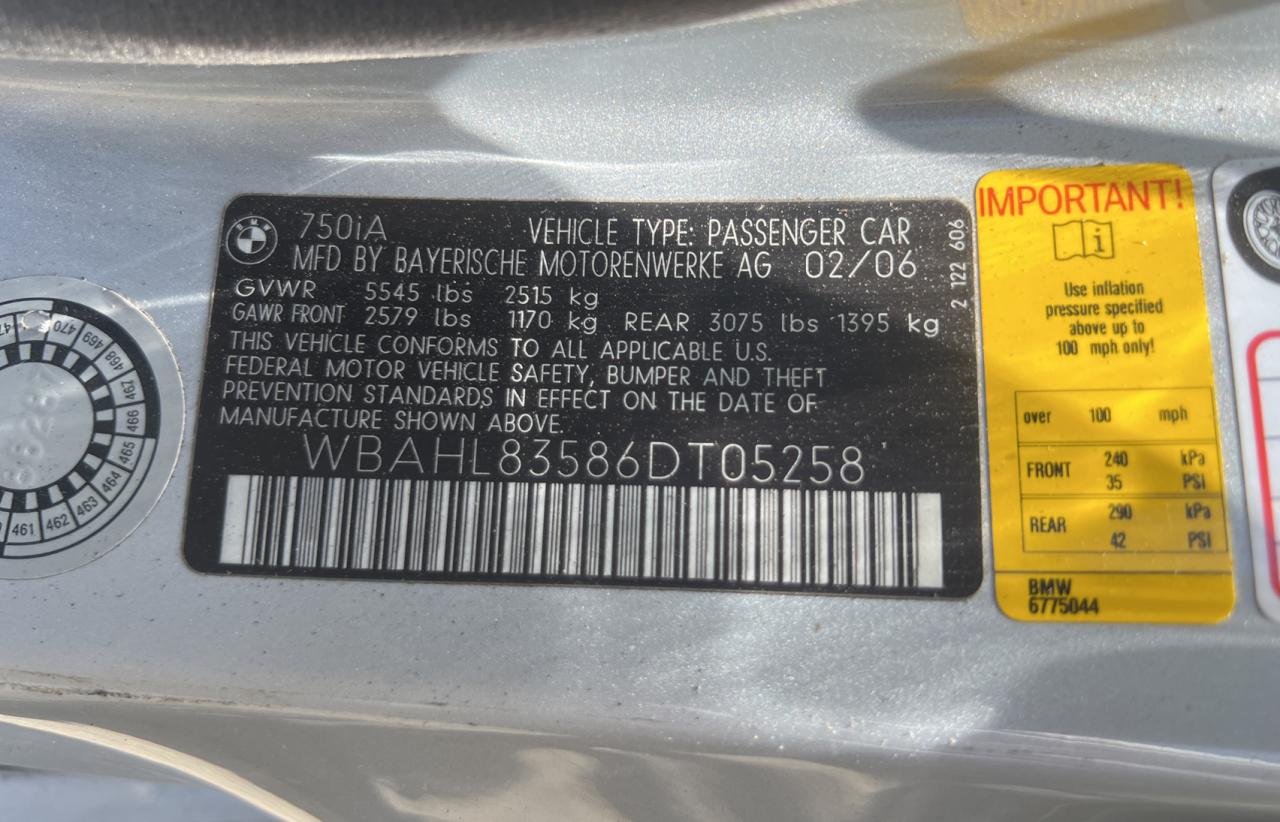 750iA VEHICLE TYPE: PASSENGER CAR
MFD BY BAYERISCHE MOTORENWERKE AG 02/06
GVWR 5545 lbs 2515 kg
GAWR FRONT 2579 lbs 1170 kg REAR 3075 lbs 1395 kg
THIS VEHICLE CONFORMS TO ALL APPLICABLE U.S.
FEDERAL MOTOR VEHICLE SAFETY, BUMPER AND THEFT
PREVENTION STANDARDS IN EFFECT ON THE DATE OF
MANUFACTURE SHOWN ABOVE.
WBAHL83586DT05258
2 122 606
IMPORTANT!
Use inflation
pressure specified
above up to
100 mph only!
over 100 mph
FRONT 240 kPa
35 PSI
REAR 290 kPa
42 PSI
BMW
6775044
470
469
468
467
466
465
464
463
462
461